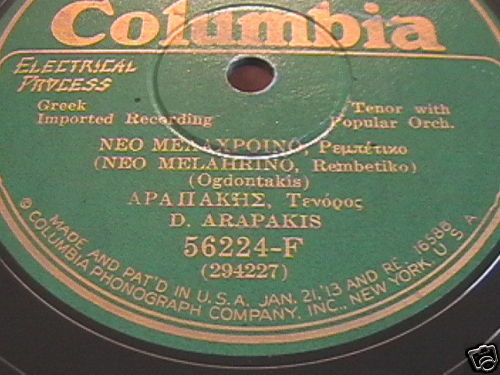 Columbia
ELECTRICAL PROCESS
Greek
Imported Recording
Tenor with
Popular Orch.
ΝΕΟ ΜΕΛΑΧΡΟΙΝΟ, Ρεμπέτικο
(NEO MELAHRINO, Rembetiko)
(Ogdontakis)
ΑΡΑΠΑΚΗΣ, Τενόρος
D. ARAPAKIS
56224-F
(294227)
MADE AND PAT'D IN U.S.A. JAN. 21, '13 AND RE. 16588
© COLUMBIA PHONOGRAPH COMPANY, INC., NEW YORK, U S A